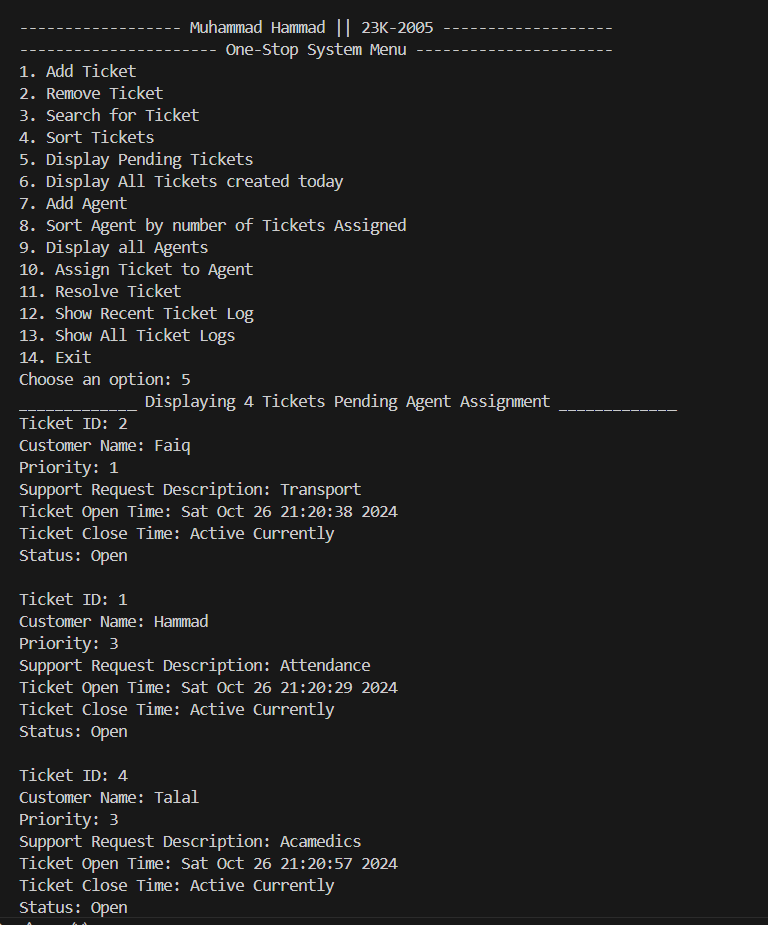 ------------------ Muhammad Hammad || 23K-2005 -------------------
---------------------- One-Stop System Menu ----------------------
1. Add Ticket
2. Remove Ticket
3. Search for Ticket
4. Sort Tickets
5. Display Pending Tickets
6. Display All Tickets created today
7. Add Agent
8. Sort Agent by number of Tickets Assigned
9. Display all Agents
10. Assign Ticket to Agent
11. Resolve Ticket
12. Show Recent Ticket Log
13. Show All Ticket Logs
14. Exit
Choose an option: 5
_____________ Displaying 4 Tickets Pending Agent Assignment _____________
Ticket ID: 2
Customer Name: Faiq
Priority: 1
Support Request Description: Transport
Ticket Open Time: Sat Oct 26 21:20:38 2024
Ticket Close Time: Active Currently
Status: Open

Ticket ID: 1
Customer Name: Hammad
Priority: 3
Support Request Description: Attendance
Ticket Open Time: Sat Oct 26 21:20:29 2024
Ticket Close Time: Active Currently
Status: Open

Ticket ID: 4
Customer Name: Talal
Priority: 3
Support Request Description: Acamedics
Ticket Open Time: Sat Oct 26 21:20:57 2024
Ticket Close Time: Active Currently
Status: Open